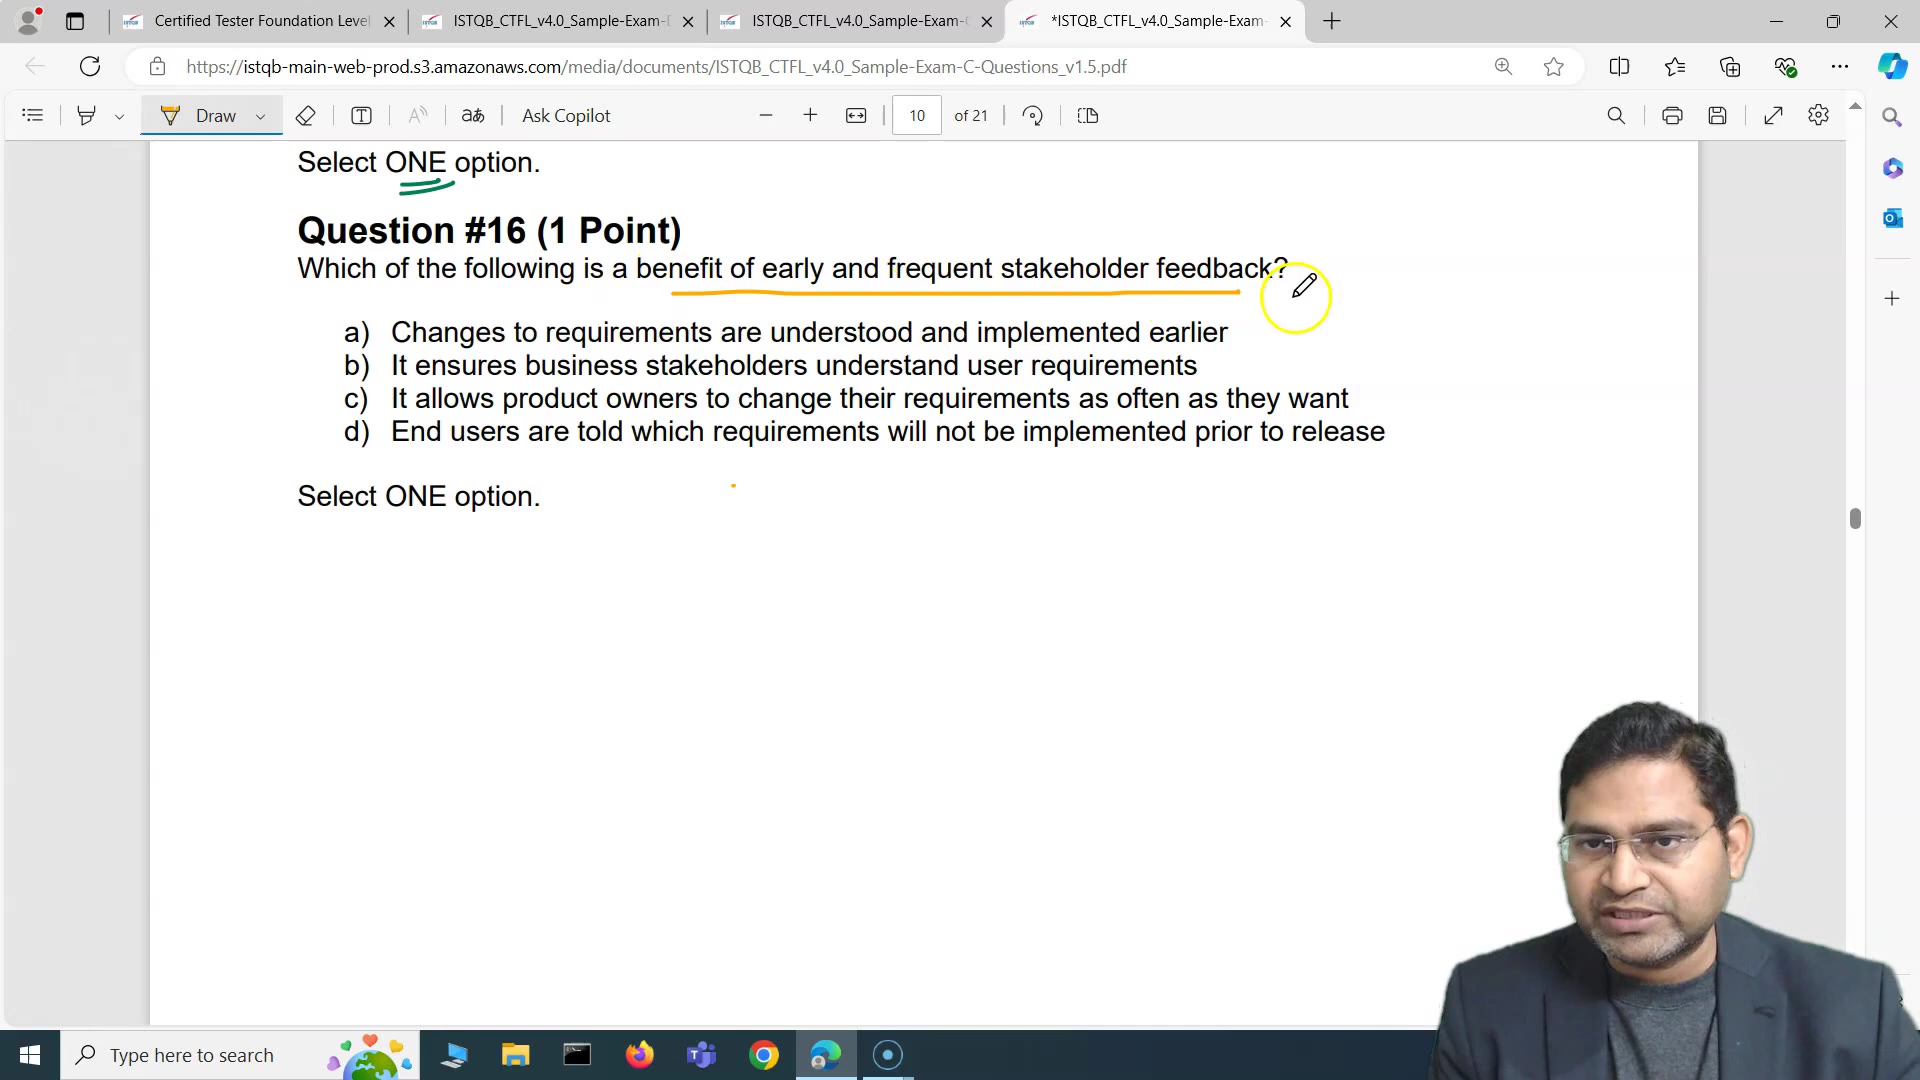 Certified Tester Foundation Level
ISTQB_CTFL_v4.0_Sample-Exam-
ISTQB_CTFL_v4.0_Sample-Exam-
*ISTQB_CTFL_v4.0_Sample-Exam-
https://istqb-main-web-prod.s3.amazonaws.com/media/documents/ISTQB_CTFL_v4.0_Sample-Exam-C-Questions_v1.5.pdf
Draw
aあ
Ask Copilot
10 of 21
Select ONE option.
Question #16 (1 Point)
Which of the following is a benefit of early and frequent stakeholder feedback?
a) Changes to requirements are understood and implemented earlier
b) It ensures business stakeholders understand user requirements
c) It allows product owners to change their requirements as often as they want
d) End users are told which requirements will not be implemented prior to release
Select ONE option.
Type here to search